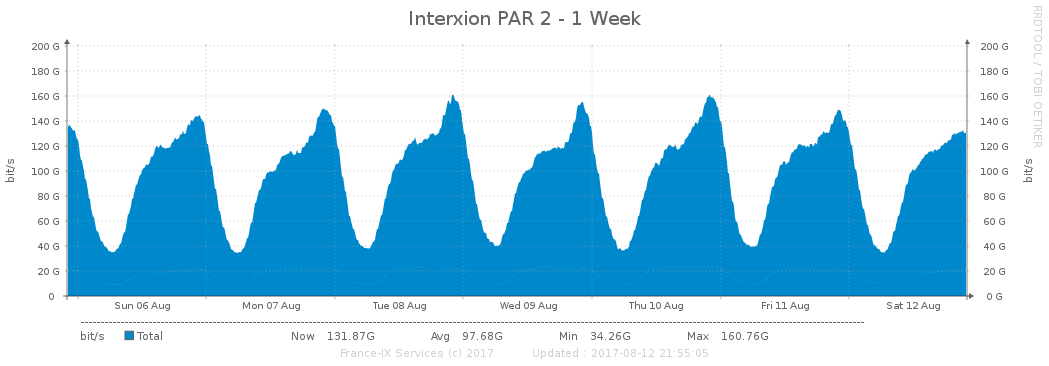 Interxion PAR 2 - 1 Week
RRDTOOL / TOBI OETIKER
bit/s
200 G
180 G
160 G
140 G
120 G
100 G
80 G
60 G
40 G
20 G
0
200 G
180 G
160 G
140 G
120 G
100 G
80 G
60 G
40 G
20 G
0 G
bit/s
Sun 06 Aug Mon 07 Aug Tue 08 Aug Wed 09 Aug Thu 10 Aug Fri 11 Aug Sat 12 Aug
bit/s Total Now 131.87G Avg 97.68G Min 34.26G Max 160.76G
France-IX Services (c) 2017 Updated : 2017-08-12 21:55:05